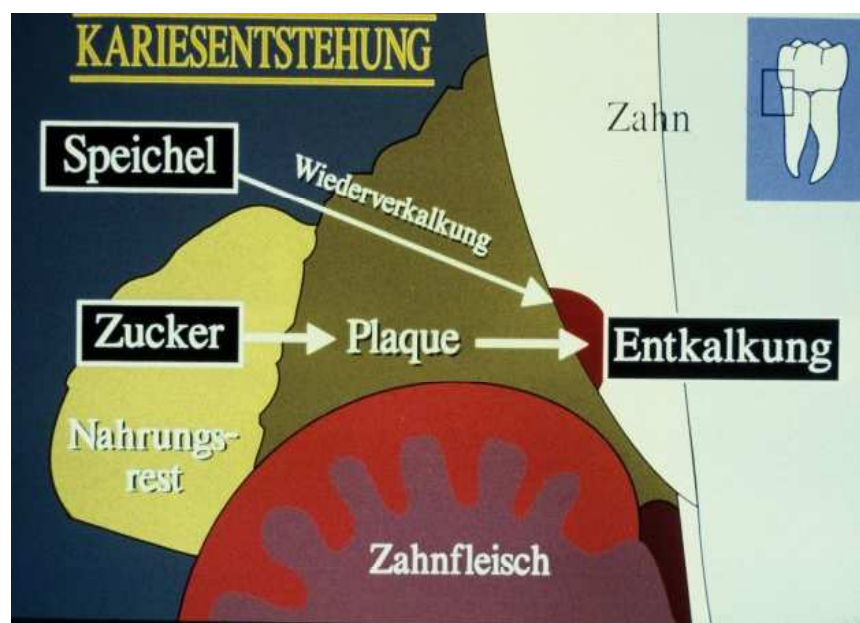 KARIESENTSTEHUNG
Zahn
Speichel
Wiederverkalkung
Zucker
Plaque
Entkalkung
Nahrungs-
rest
Zahnfleisch